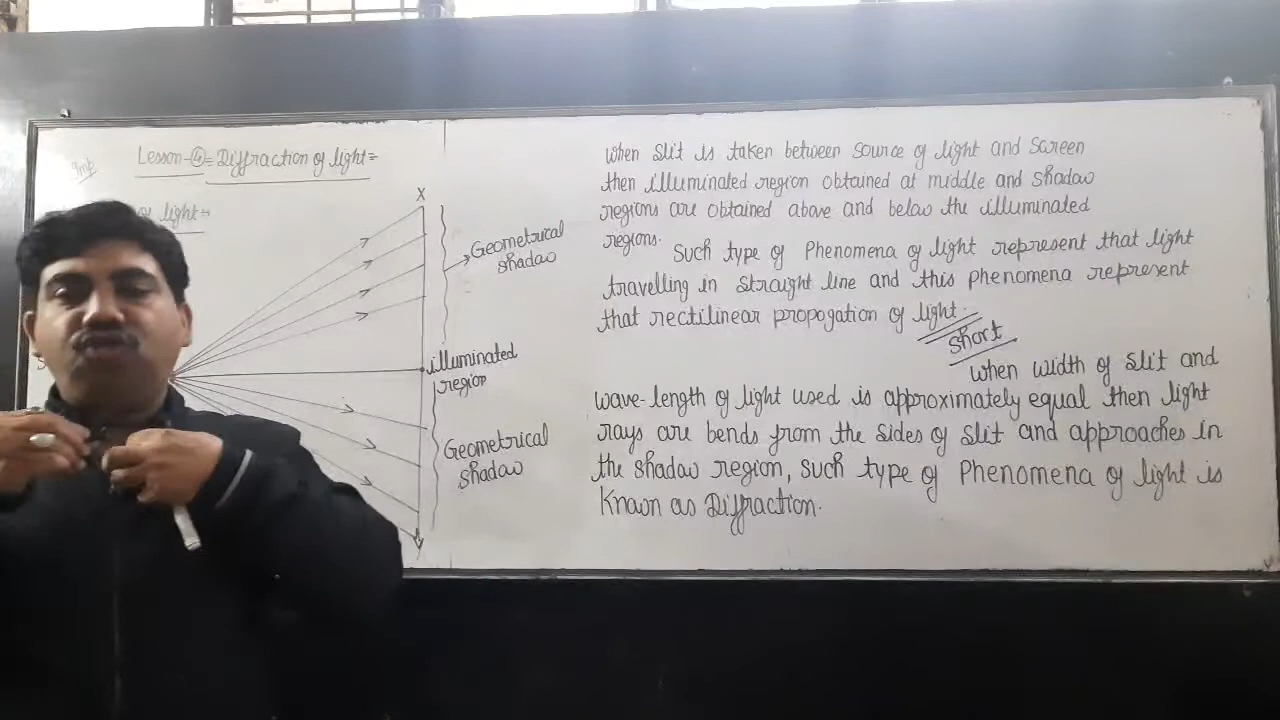 Imp
Lesson-④= Diffraction of light=
of light→
X
Geometrical
shadow
illuminated
region
Geometrical
shadow
Y
When slit is taken between source of light and screen
then illuminated region obtained at middle and shadow
regions are obtained above and below the illuminated
regions.
Such type of Phenomena of light represent that light
travelling in straight line and this phenomena represent
that rectilinear propogation of light.
short
when width of slit and
wave-length of light used is approximately equal then light
rays are bends from the sides of slit and approaches in
the shadow region, such type of Phenomena of light is
known as Diffraction.